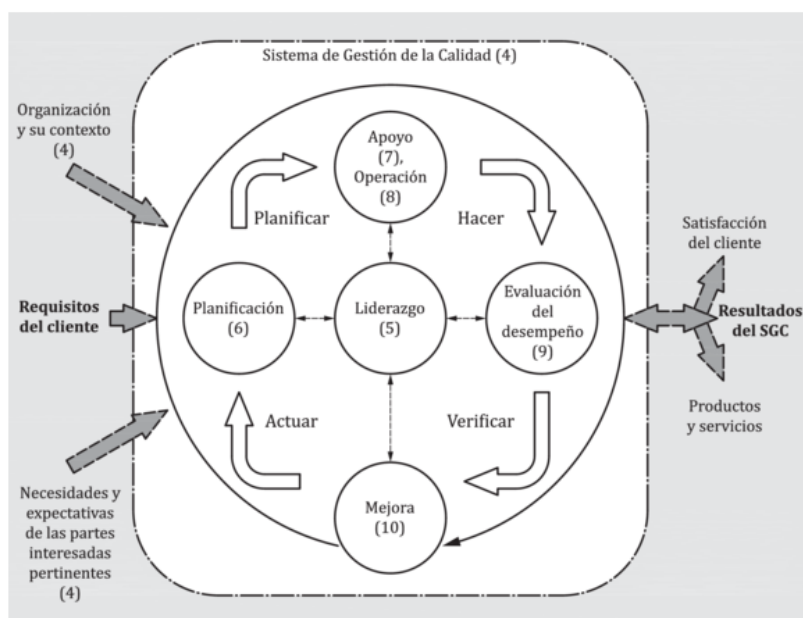 Sistema de Gestión de la Calidad (4)
Organización
y su contexto
(4)
Apoyo
(7),
Operación
(8)
Planificar
Hacer
Satisfacción
del cliente
Requisitos
del cliente
Planificación
(6)
Liderazgo
(5)
Evaluación
del
desempeño
(9)
Resultados
del SGC
Actuar
Verificar
Productos
y servicios
Necesidades y
expectativas
de las partes
interesadas
pertinentes
(4)
Mejora
(10)